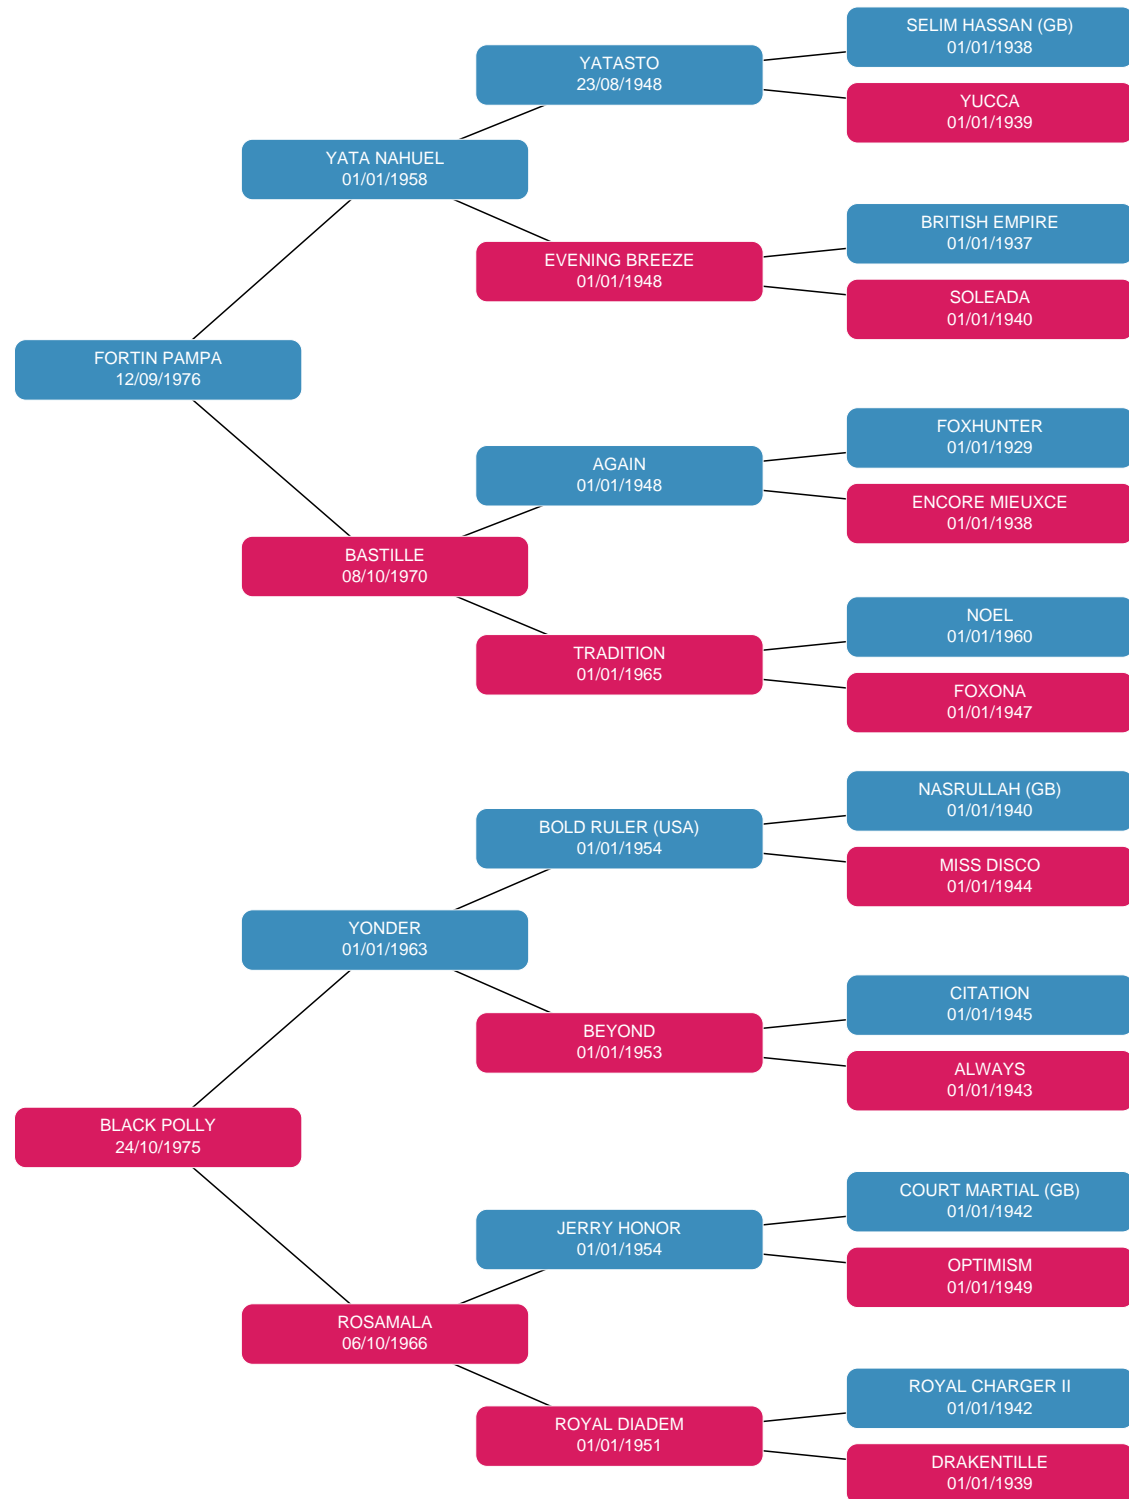 SELIM HASSAN (GB)
01/01/1938
YATASTO
23/08/1948
YUCCA
01/01/1939
YATA NAHUEL
01/01/1958
BRITISH EMPIRE
01/01/1937
EVENING BREEZE
01/01/1948
SOLEADA
01/01/1940
FORTIN PAMPA
12/09/1976
FOXHUNTER
01/01/1929
AGAIN
01/01/1948
ENCORE MIEUXCE
01/01/1938
BASTILLE
08/10/1970
NOEL
01/01/1960
TRADITION
01/01/1965
FOXONA
01/01/1947
NASRULLAH (GB)
01/01/1940
BOLD RULER (USA)
01/01/1954
MISS DISCO
01/01/1944
YONDER
01/01/1963
CITATION
01/01/1945
BEYOND
01/01/1953
ALWAYS
01/01/1943
BLACK POLLY
24/10/1975
COURT MARTIAL (GB)
01/01/1942
JERRY HONOR
01/01/1954
OPTIMISM
01/01/1949
ROSAMALA
06/10/1966
ROYAL CHARGER II
01/01/1942
ROYAL DIADEM
01/01/1951
DRAKENTILLE
01/01/1939